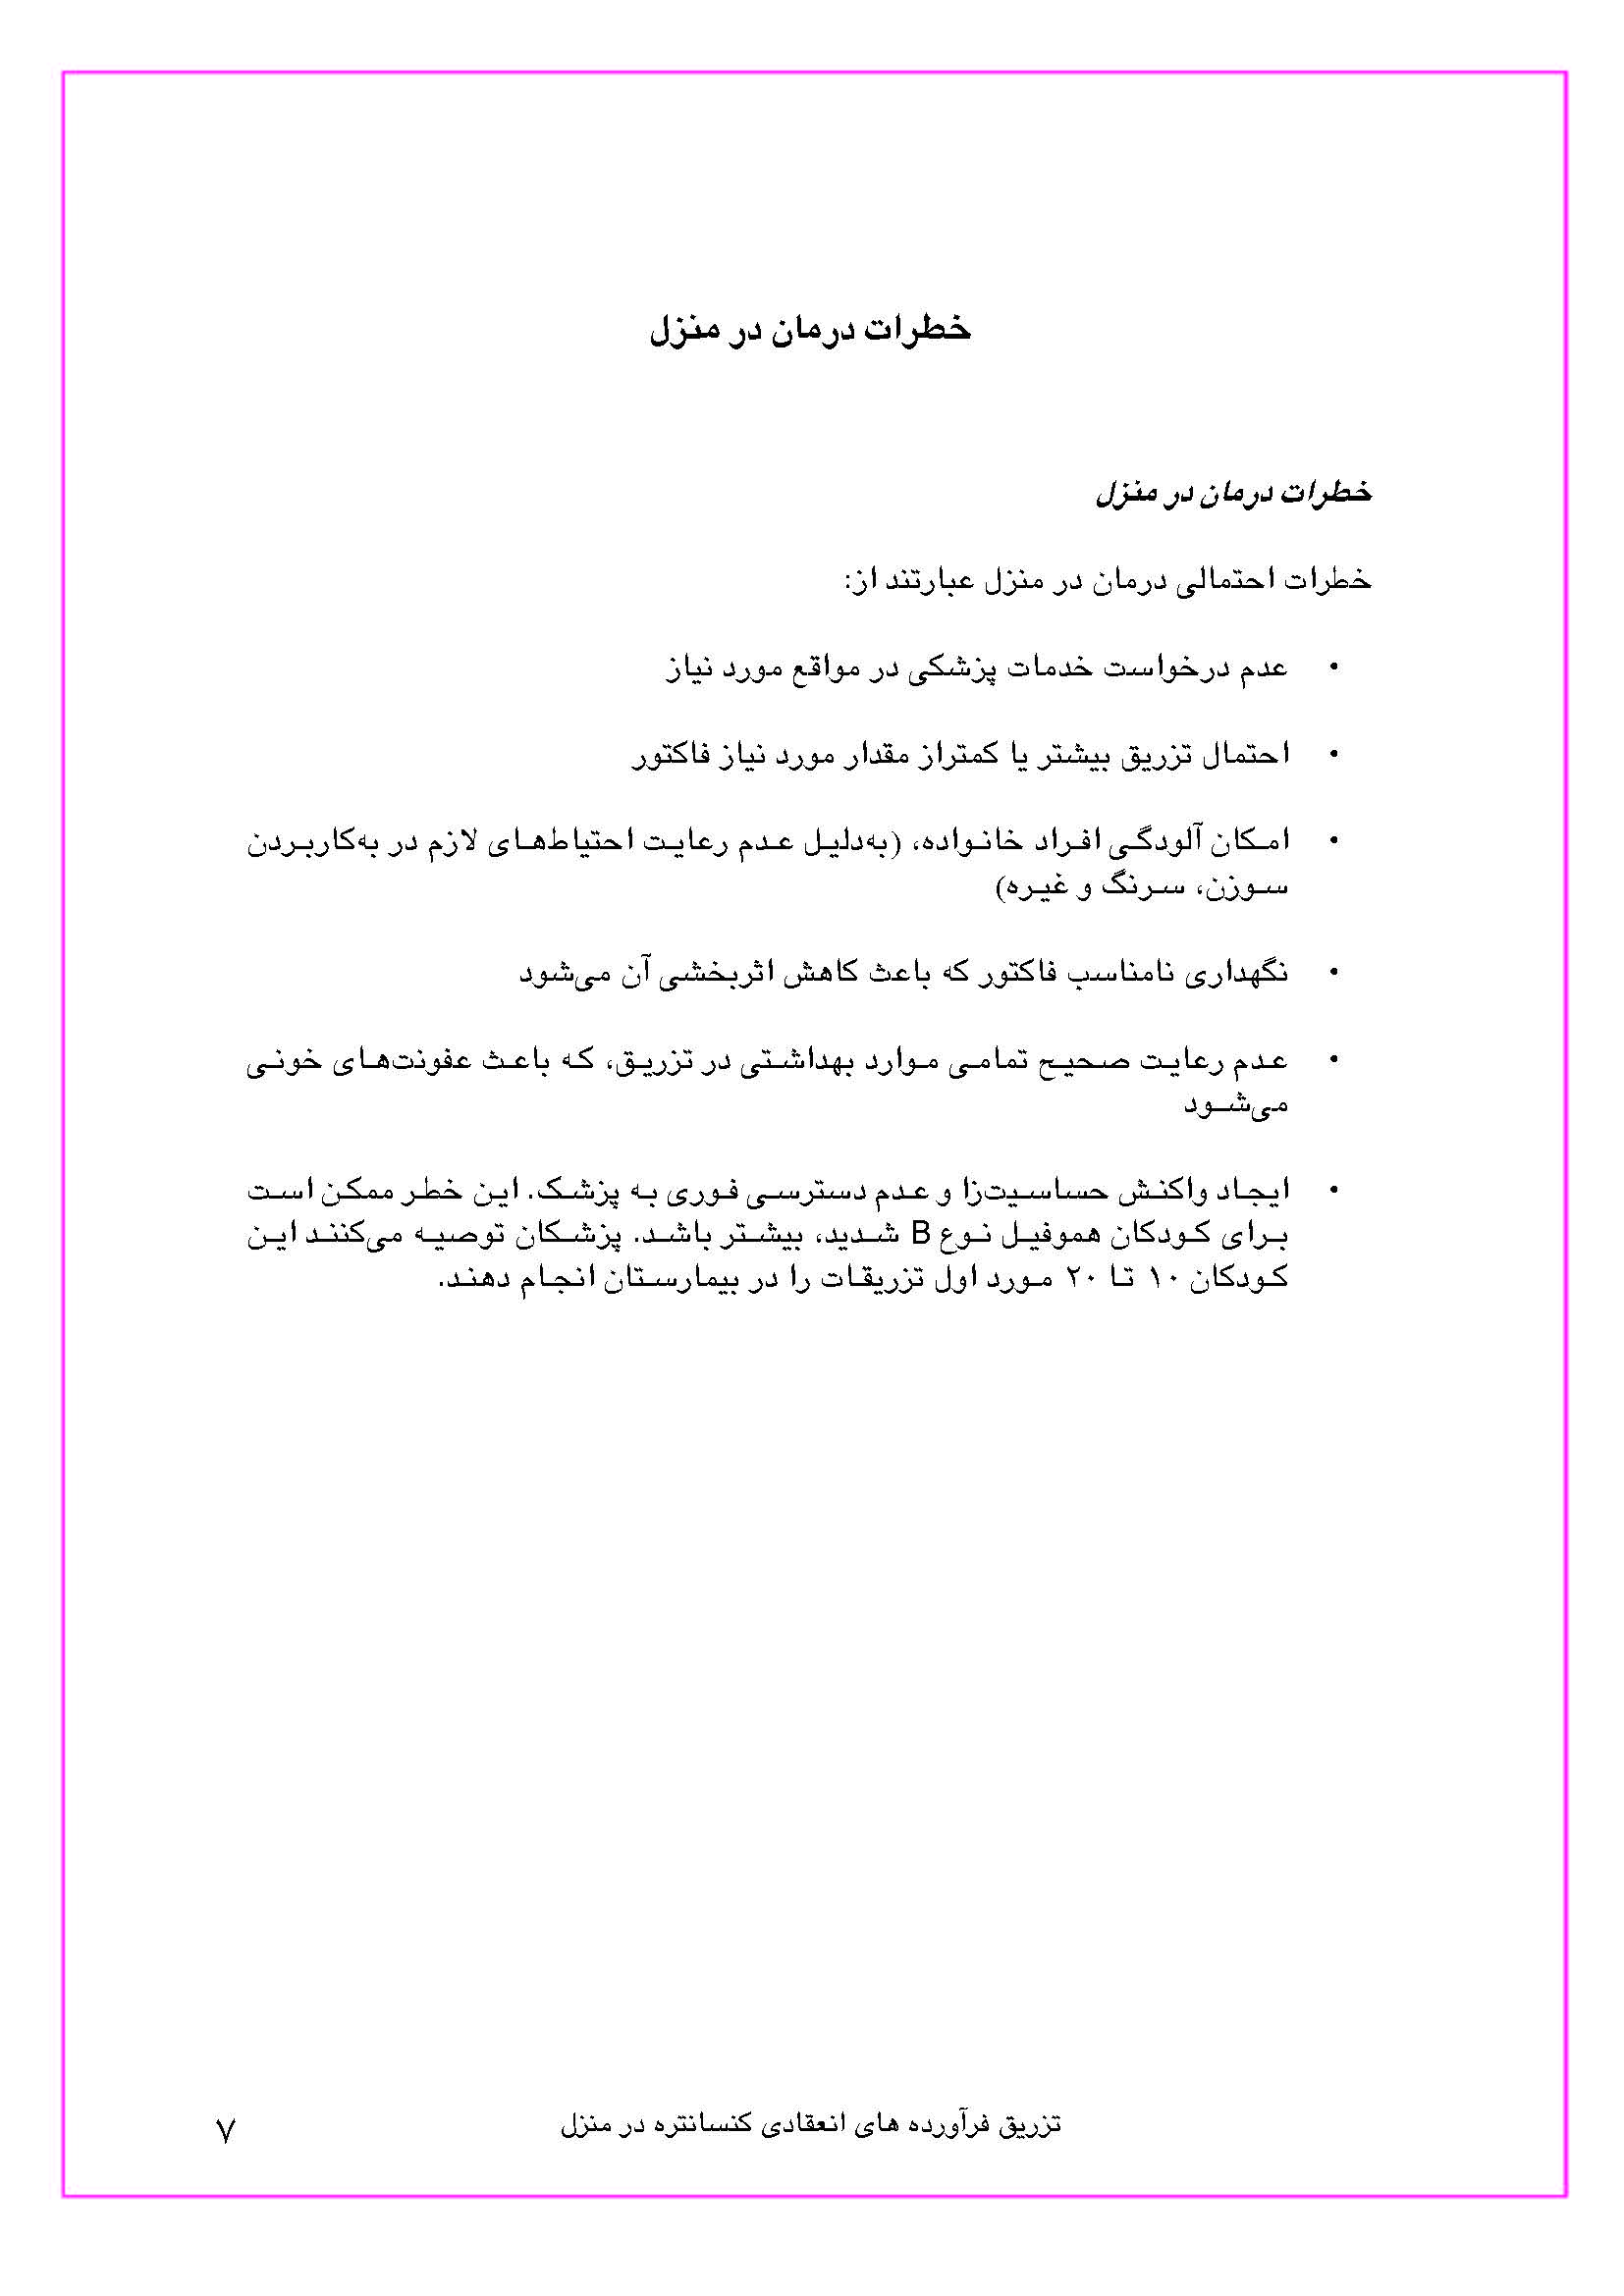 خطرات درمان در منزل
خطرات درمان در منزل
خطرات احتمالی درمان در منزل عبارتند از:
• عدم درخواست خدمات پزشکی در مواقع مورد نیاز
• احتمال تزریق بیشتر یا کمتراز مقدار مورد نیاز فاکتور
• امکان آلودگی افراد خانواده، (به‌دلیل عدم رعایت احتیاط‌های لازم در به‌کاربردن
سوزن، سرنگ و غیره)
• نگهداری نامناسب فاکتور که باعث کاهش اثربخشی آن می‌شود
• عدم رعایت صحیح تمامی موارد بهداشتی در تزریق، که باعث عفونت‌های خونی
می‌شود
• ایجاد واکنش حساسیت‌زا و عدم دسترسی فوری به پزشک. این خطر ممکن است
برای کودکان هموفیل نوع B شدید، بیشتر باشد. پزشکان توصیه می‌کنند این
کودکان ۱۰ تا ۲۰ مورد اول تزریقات را در بیمارستان انجام دهند.
تزریق فرآورده های انعقادی کنسانتره در منزل
۷